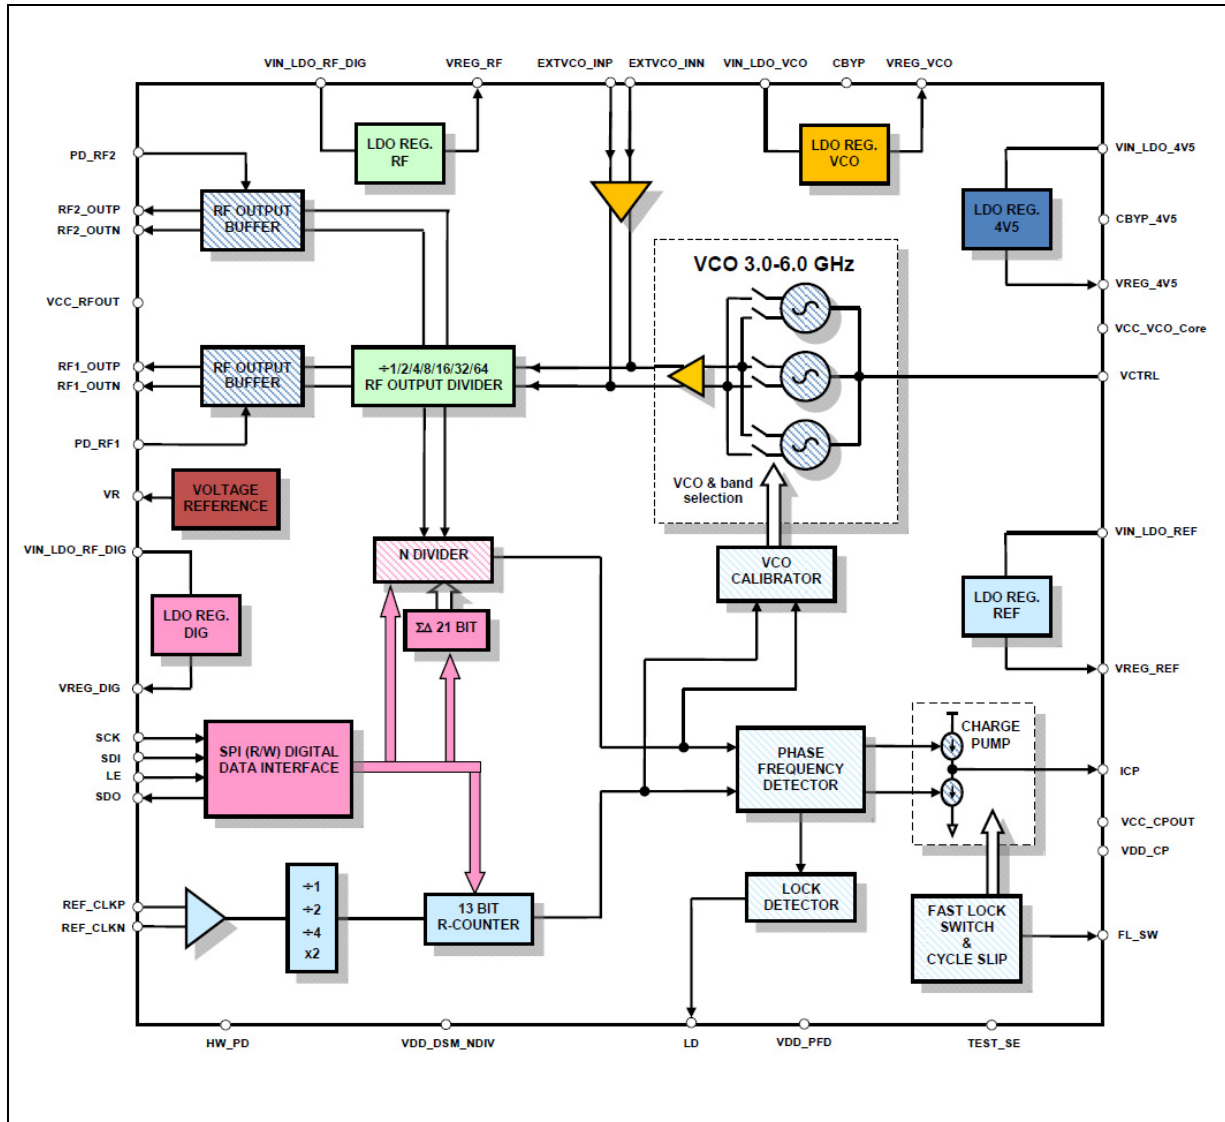 VIN_LDO_RF_DIG
VREG_RF
EXTVCO_INP
EXTVCO_INN
VIN_LDO_VCO
CBYP
VREG_VCO
LDO REG.
RF
LDO REG.
VCO
PD_RF2
VIN_LDO_4V5
RF2_OUTP
RF2_OUTN
RF OUTPUT
BUFFER
LDO REG.
4V5
CBYP_4V5
VCO 3.0-6.0 GHz
VREG_4V5
VCC_RFOUT
VCC_VCO_Core
RF1_OUTP
RF1_OUTN
RF OUTPUT
BUFFER
÷1/2/4/8/16/32/64
RF OUTPUT DIVIDER
VCTRL
PD_RF1
VR
VOLTAGE
REFERENCE
VCO & band
selection
VIN_LDO_RF_DIG
N DIVIDER
VCO
CALIBRATOR
VIN_LDO_REF
LDO REG.
DIG
ΣΔ 21 BIT
LDO REG.
REF
VREG_DIG
VREG_REF
SCK
SDI
LE
SDO
SPI (R/W) DIGITAL
DATA INTERFACE
PHASE
FREQUENCY
DETECTOR
CHARGE
PUMP
ICP
VCC_CPOUT
VDD_CP
REF_CLKP
REF_CLKN
÷1
÷2
÷4
x2
13 BIT
R-COUNTER
LOCK
DETECTOR
FAST LOCK
SWITCH
&
CYCLE SLIP
FL_SW
HW_PD
VDD_DSM_NDIV
LD
VDD_PFD
TEST_SE